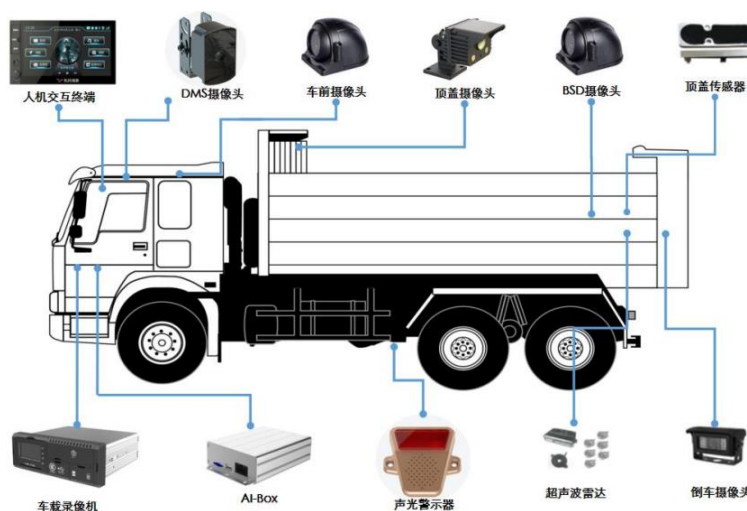 人机交互终端
DMS摄像头
车前摄像头
顶盖摄像头
BSD摄像头
顶盖传感器
车载录像机
AI-Box
声光警示器
超声波雷达
倒车摄像头